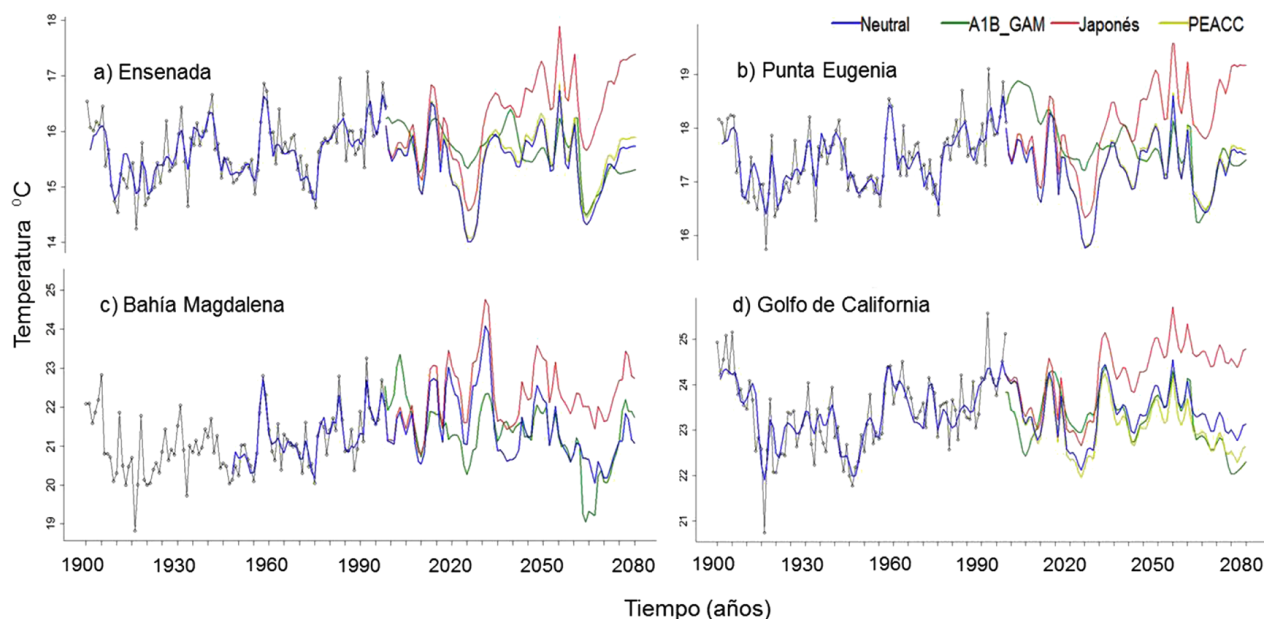 Neutral A1B_GAM Japonés PEACC
a) Ensenada
b) Punta Eugenia
18
17
16
15
14
19
18
17
16
Temperatura ⁰C
c) Bahía Magdalena
d) Golfo de California
25
24
23
22
21
20
19
25
24
23
22
21
1900 1930 1960 1990 2020 2050 2080
1900 1930 1960 1990 2020 2050 2080
Tiempo (años)